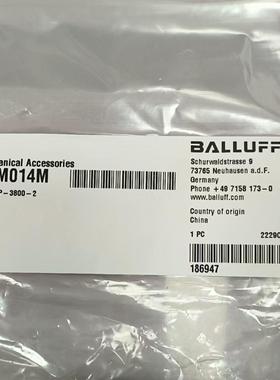 anical Accessories
M014M
P-3800-2
BALLUFF
Schurwaldstrasse 9
73765 Neuhausen a.d.F.
Germany
Phone +49 7158 173-0
www.balluff.com
Country of origin
China
1 PC 22290
186947